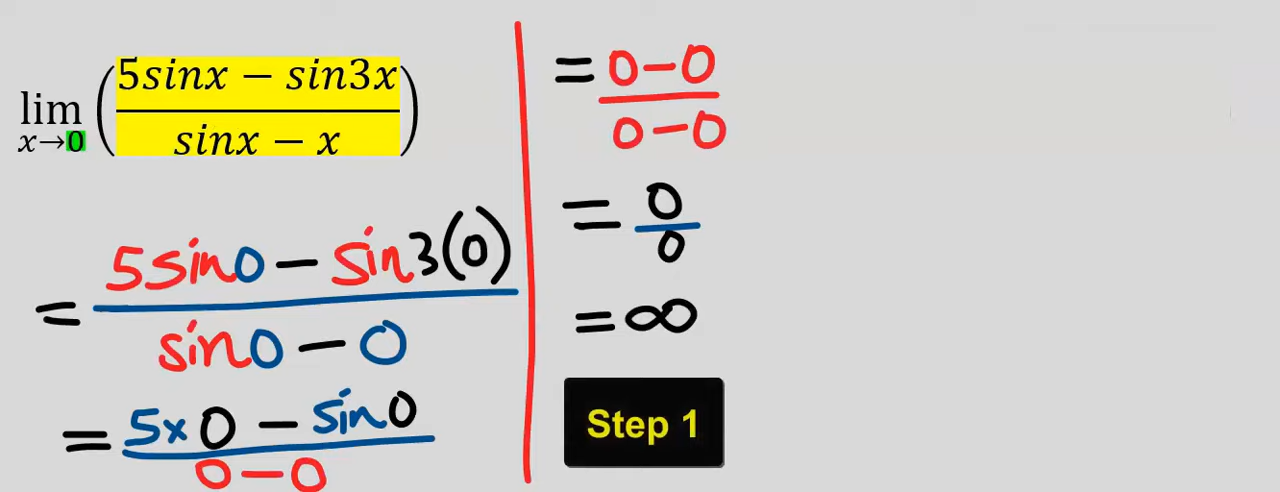 lim x→0 (5sinx − sin3x / sinx − x)
= 5sin0 − sin3(0) / sin0 − 0
= 5×0 − sin0 / 0 − 0
= 0 − 0 / 0 − 0
= 0 / 0
= ∞
Step 1